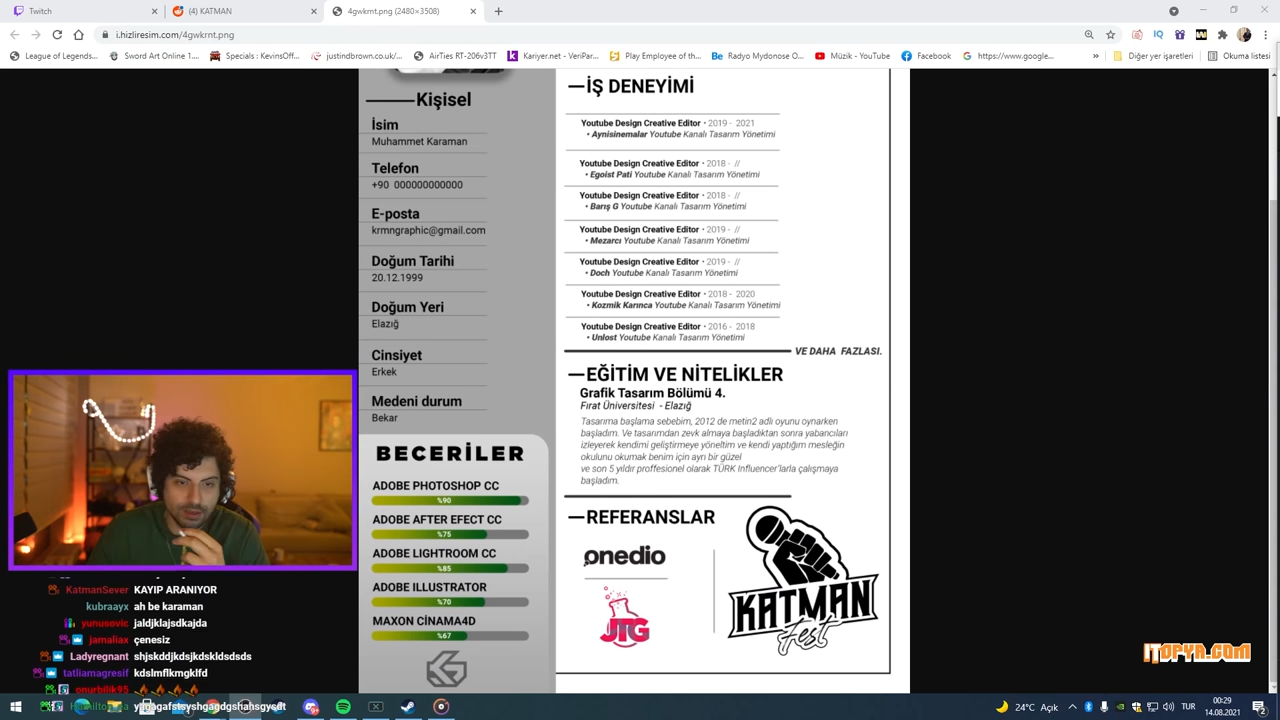 Twitch
(2) KATMAN
4gwkrnt.png (2480×3508)
i.hizliresim.com/4gwkrnt.png
League of Legends...
Sword Art Online 1...
Specials : KevinsOff...
justindbrown.co.uk/...
AirTies RT-206v3TT
Kariyer.net - VeriPar...
Play Employee of th...
Radyo Mydonose O...
Müzik - YouTube
Facebook
https://www.google...
Diğer yer işaretleri
Okuma listesi
Kişisel
İsim
Muhammet Karaman
Telefon
+90 000000000000
E-posta
krmngraphic@gmail.com
Doğum Tarihi
20.12.1999
Doğum Yeri
Elazığ
Cinsiyet
Erkek
Medeni durum
Bekar
BECERİLER
ADOBE PHOTOSHOP CC
%90
ADOBE AFTER EFECT CC
%75
ADOBE LIGHTROOM CC
%85
ADOBE ILLUSTRATOR
%70
MAXON CİNAMA4D
%67
İŞ DENEYİMİ
Youtube Design Creative Editor • 2019 - 2021
• Aynisinemalar Youtube Kanalı Tasarım Yönetimi
Youtube Design Creative Editor • 2018 - //
• Egoist Pati Youtube Kanalı Tasarım Yönetimi
Youtube Design Creative Editor • 2018 - //
• Barış G Youtube Kanalı Tasarım Yönetimi
Youtube Design Creative Editor • 2019 - //
• Mezarcı Youtube Kanalı Tasarım Yönetimi
Youtube Design Creative Editor • 2019 - //
• Doch Youtube Kanalı Tasarım Yönetimi
Youtube Design Creative Editor • 2018 - 2020
• Kozmik Karınca Youtube Kanalı Tasarım Yönetimi
Youtube Design Creative Editor • 2016 - 2018
• Unlost Youtube Kanalı Tasarım Yönetimi
VE DAHA FAZLASI.
EĞİTİM VE NİTELİKLER
Grafik Tasarım Bölümü 4.
Fırat Üniversitesi - Elazığ
Tasarıma başlama sebebim, 2012 de metin2 adlı oyunu oynarken
başladım. Ve tasarımdan zevk almaya başladıktan sonra yabancıları
izleyerek kendimi geliştirmeye yöneltim ve kendi yaptığım mesleğin
okulunu okumak benim için ayrı bir güzel
ve son 5 yıldır proffesionel olarak TÜRK Influencer'larla çalışmaya
başladım.
REFERANSLAR
onedio
JTG
KATMAN
Fest
KatmanSever KAYIP ARANIYOR
kubraayx ah be karaman
yunusovic jaldjklajsdkajda
jamaliax çenesiz
Ladyregnant shjskddjkdsjkdskldsdsds
tatliamagresif kdslmflkmgklfd
onurbilik95
ITOPYA.COM
24°C Açık
00:29
14.08.2021